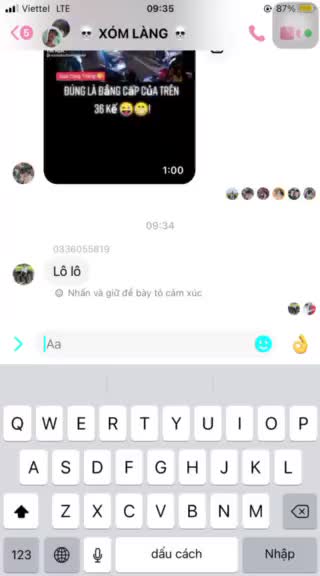 Viettel LTE 09:35 87%
5 💀 XÓM LÀNG 💀
ĐÚNG LÀ ĐẲNG CẤP CỦA TRÊN
36 KẾ 😜😁!
1:00
09:34
0336055819
Lô lô
Nhấn và giữ để bày tỏ cảm xúc
Aa
Q W E R T Y U I O P
A S D F G H J K L
Z X C V B N M
123 dấu cách Nhập